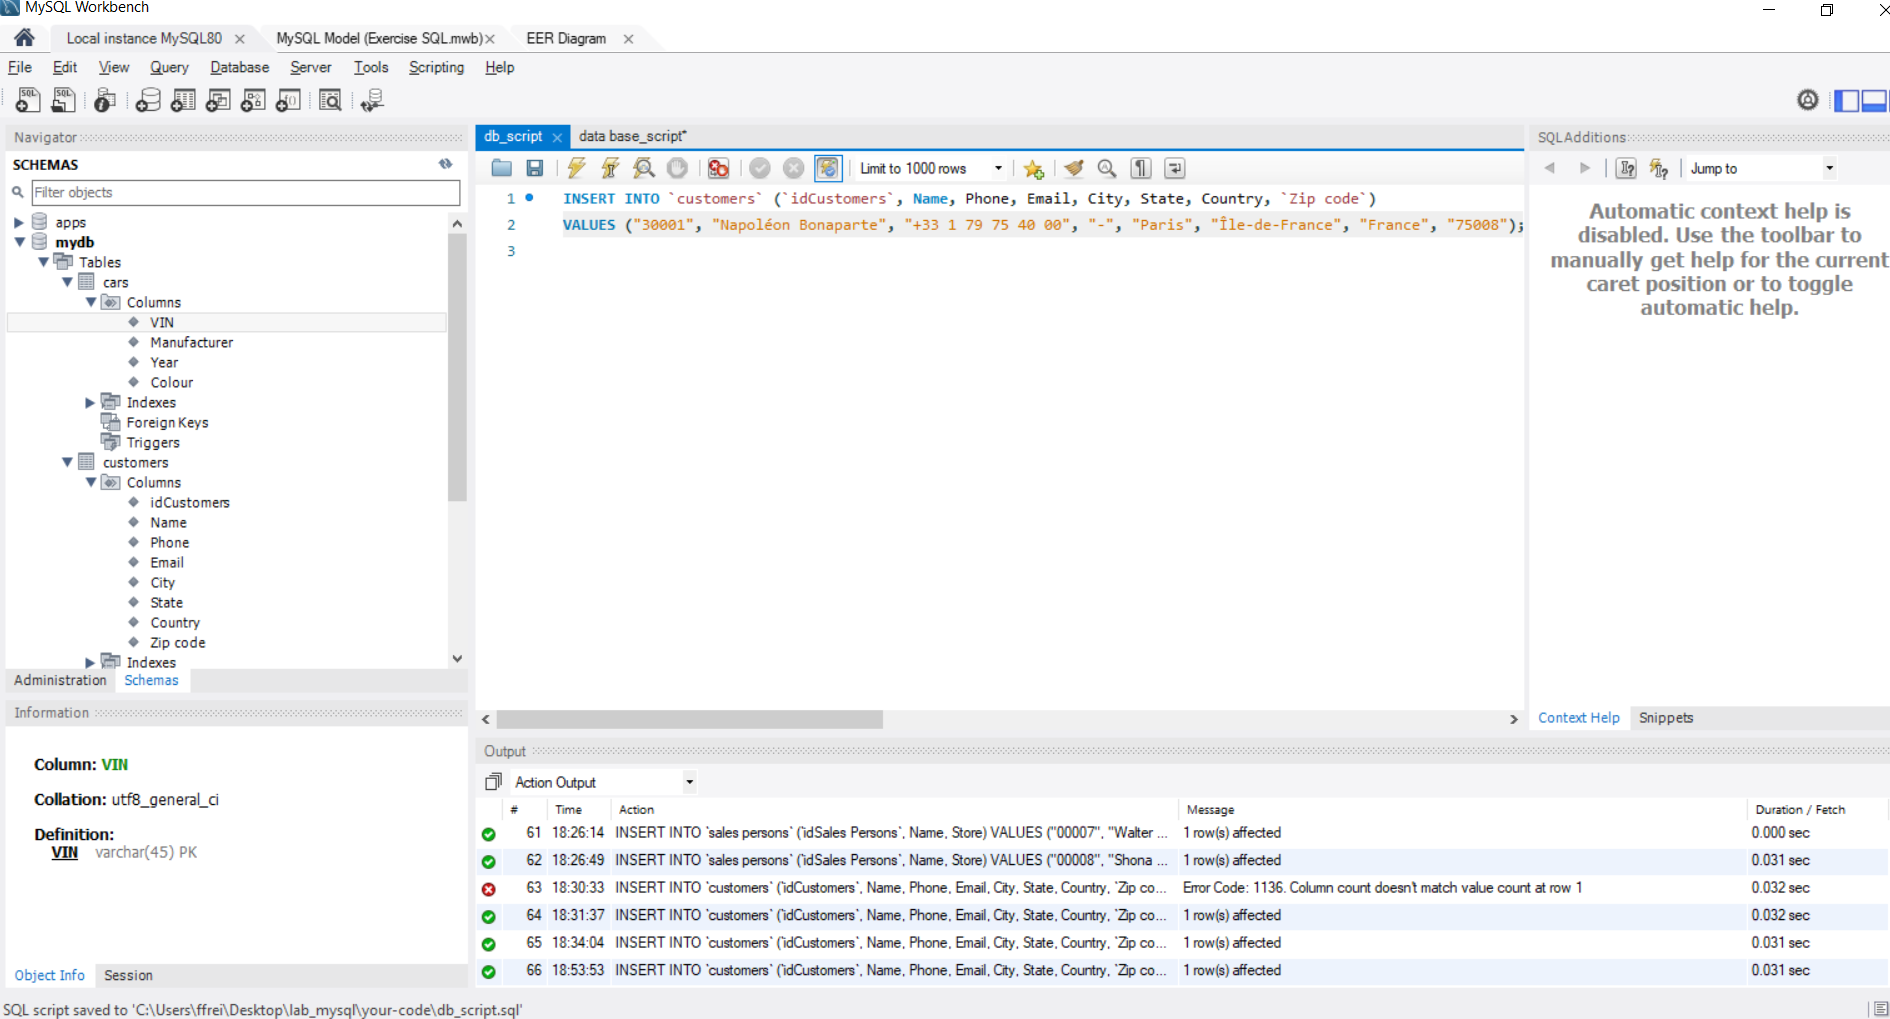 MySQL Workbench
Local instance MySQL80
MySQL Model (Exercise SQL.mwb)
EER Diagram
File Edit View Query Database Server Tools Scripting Help
Navigator
SCHEMAS
Filter objects
apps
mydb
Tables
cars
Columns
VIN
Manufacturer
Year
Colour
Indexes
Foreign Keys
Triggers
customers
Columns
idCustomers
Name
Phone
Email
City
State
Country
Zip code
Indexes
Administration Schemas
Information
Column: VIN
Collation: utf8_general_ci
Definition:
VIN varchar(45) PK
Object Info Session
db_script data base_script*
Limit to 1000 rows
1 INSERT INTO `customers` (`idCustomers`, Name, Phone, Email, City, State, Country, `Zip code`)
2 VALUES ("30001", "Napoléon Bonaparte", "+33 1 79 75 40 00", "-", "Paris", "Île-de-France", "France", "75008");
3
SQLAdditions
Jump to
Automatic context help is
disabled. Use the toolbar to
manually get help for the current
caret position or to toggle
automatic help.
Context Help Snippets
Output
Action Output
# Time Action Message Duration / Fetch
61 18:26:14 INSERT INTO `sales persons` (`idSales Persons`, Name, Store) VALUES ("00007", "Walter ... 1 row(s) affected 0.000 sec
62 18:26:49 INSERT INTO `sales persons` (`idSales Persons`, Name, Store) VALUES ("00008", "Shona ... 1 row(s) affected 0.031 sec
63 18:30:33 INSERT INTO `customers` (`idCustomers`, Name, Phone, Email, City, State, Country, `Zip co... Error Code: 1136. Column count doesn't match value count at row 1 0.032 sec
64 18:31:37 INSERT INTO `customers` (`idCustomers`, Name, Phone, Email, City, State, Country, `Zip co... 1 row(s) affected 0.032 sec
65 18:34:04 INSERT INTO `customers` (`idCustomers`, Name, Phone, Email, City, State, Country, `Zip co... 1 row(s) affected 0.031 sec
66 18:53:53 INSERT INTO `customers` (`idCustomers`, Name, Phone, Email, City, State, Country, `Zip co... 1 row(s) affected 0.031 sec
SQL script saved to 'C:\Users\ffrei\Desktop\lab_mysql\your-code\db_script.sql'